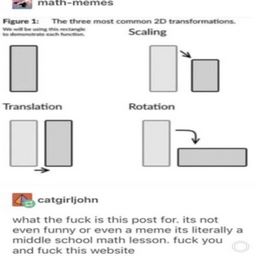 math-memes
Figure 1: The three most common 2D transformations.
We will be using this rectangle
to demonstrate each function.
Scaling
Translation
Rotation
catgirljohn
what the fuck is this post for. its not
even funny or even a meme its literally a
middle school math lesson. fuck you
and fuck this website